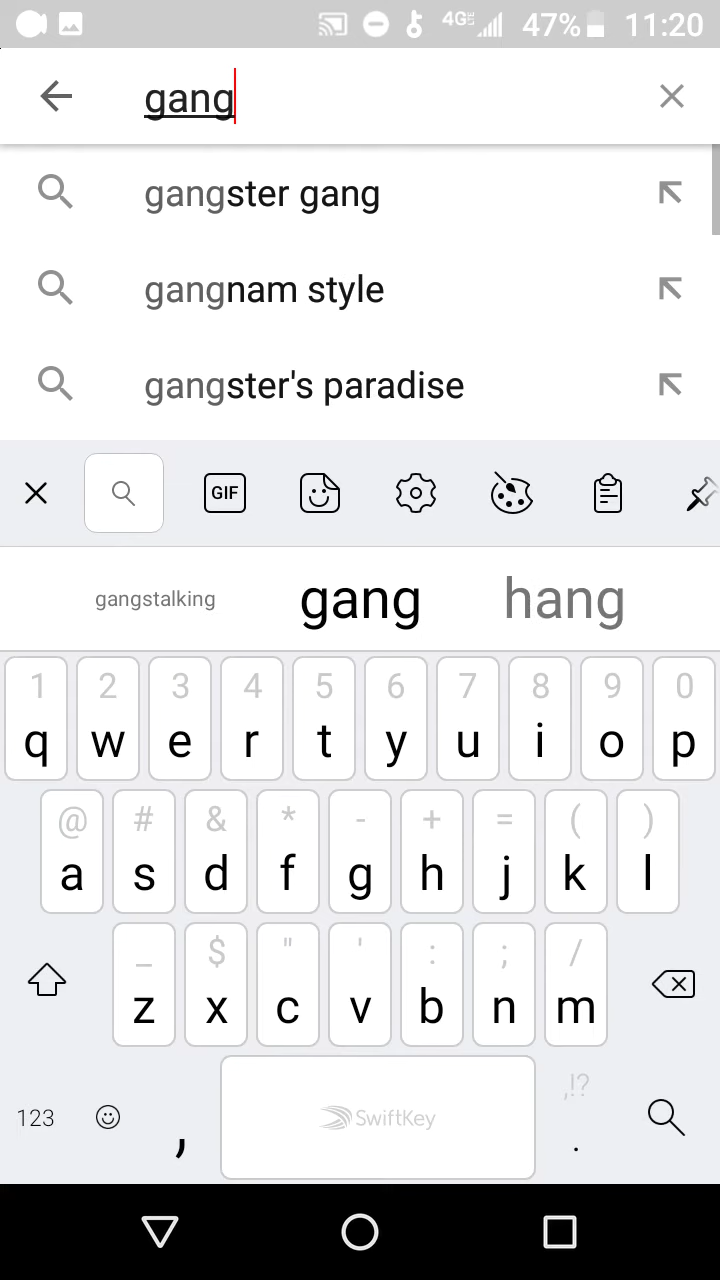 4G LTE 47% 11:20
gang
gangster gang
gangnam style
gangster's paradise
GIF
gangstalking gang hang
1 2 3 4 5 6 7 8 9 0
q w e r t y u i o p
@ # & * - + = ( )
a s d f g h j k l
_ $ " ' : ; /
z x c v b n m
,!?
123 , SwiftKey .